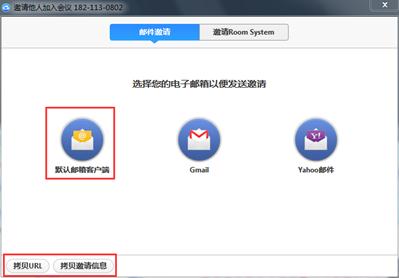 邀请他人加入会议 182-113-0802
邮件邀请 邀请Room System
选择您的电子邮箱以便发送邀请
默认邮箱客户端 Gmail Yahoo邮件
拷贝URL 拷贝邀请信息